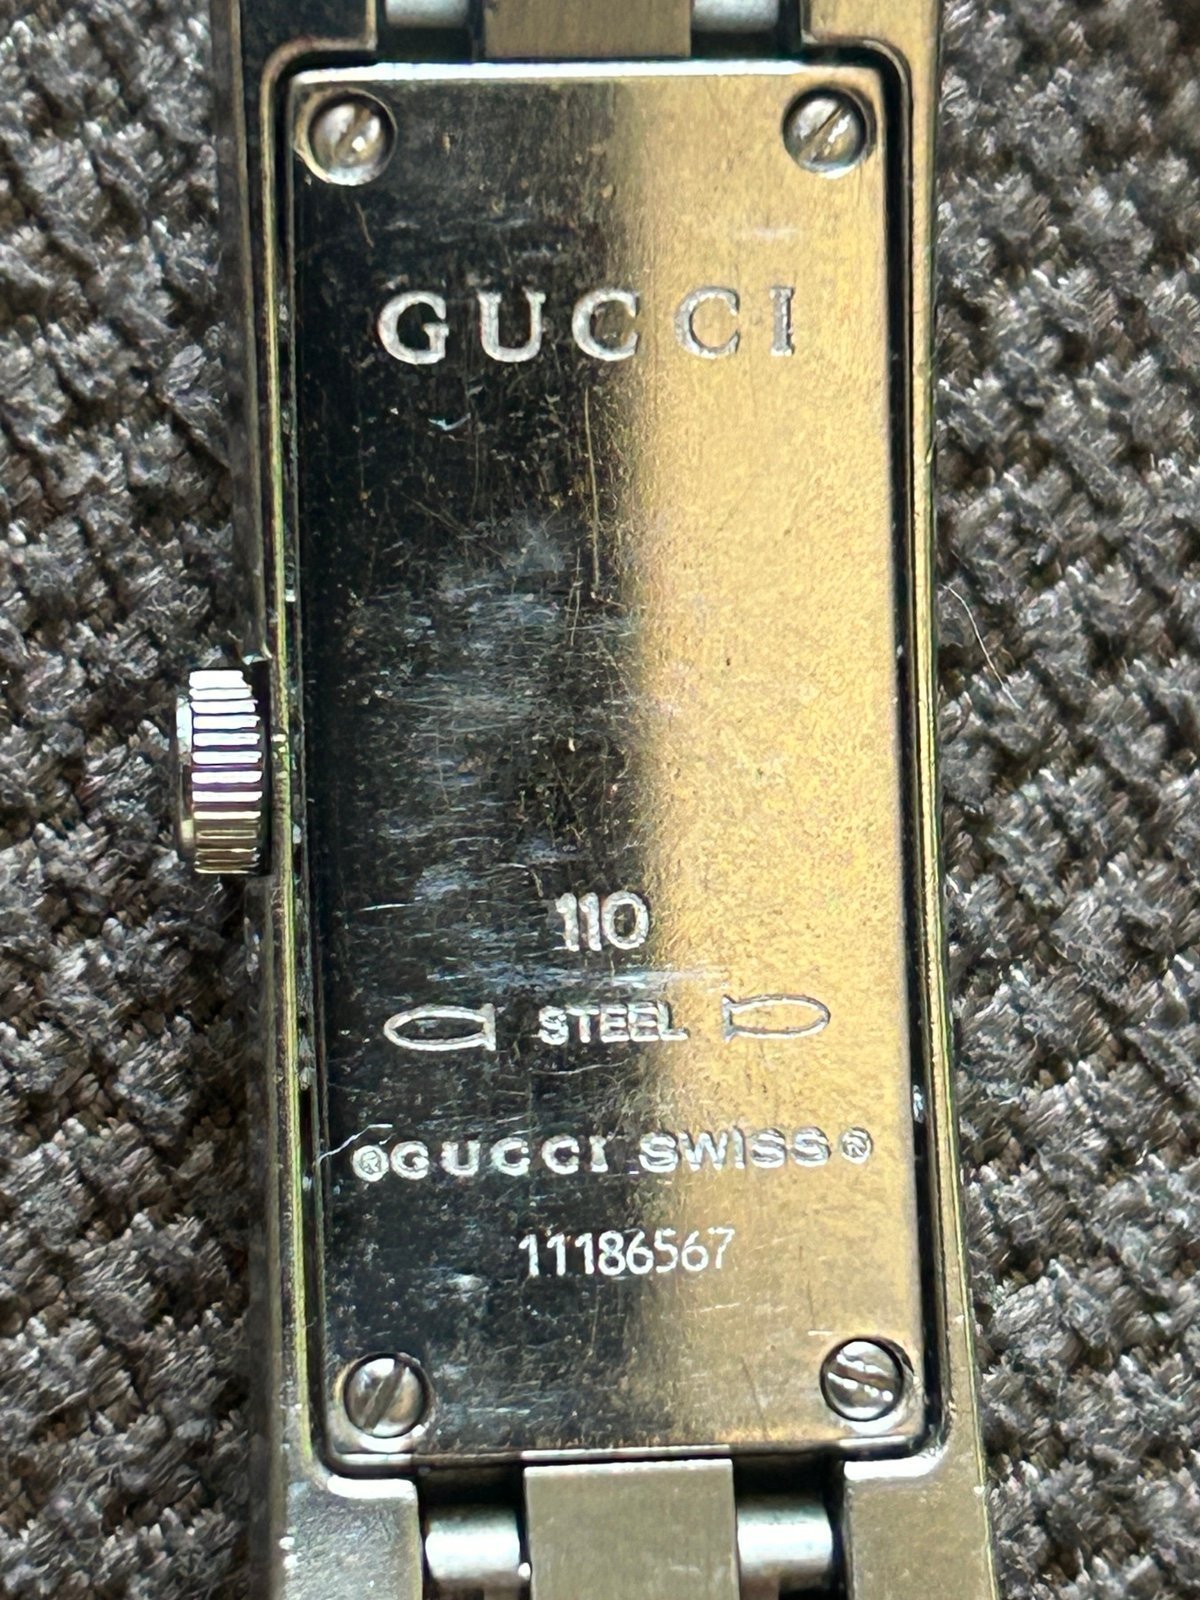 GUCCI
110
STEEL
®GUCCI SWISS®
11186567